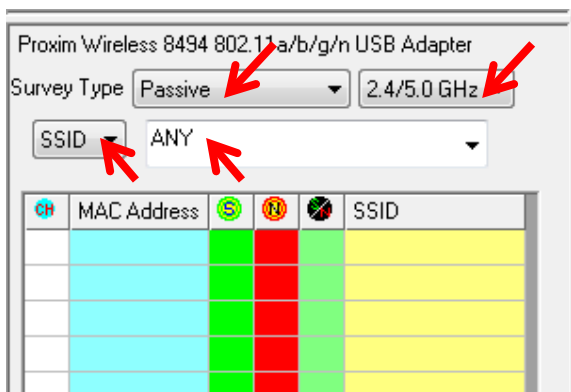 Proxim Wireless 8494 802.11a/b/g/n USB Adapter
Survey Type Passive 2.4/5.0 GHz
SSID ANY
CH MAC Address S N SSID